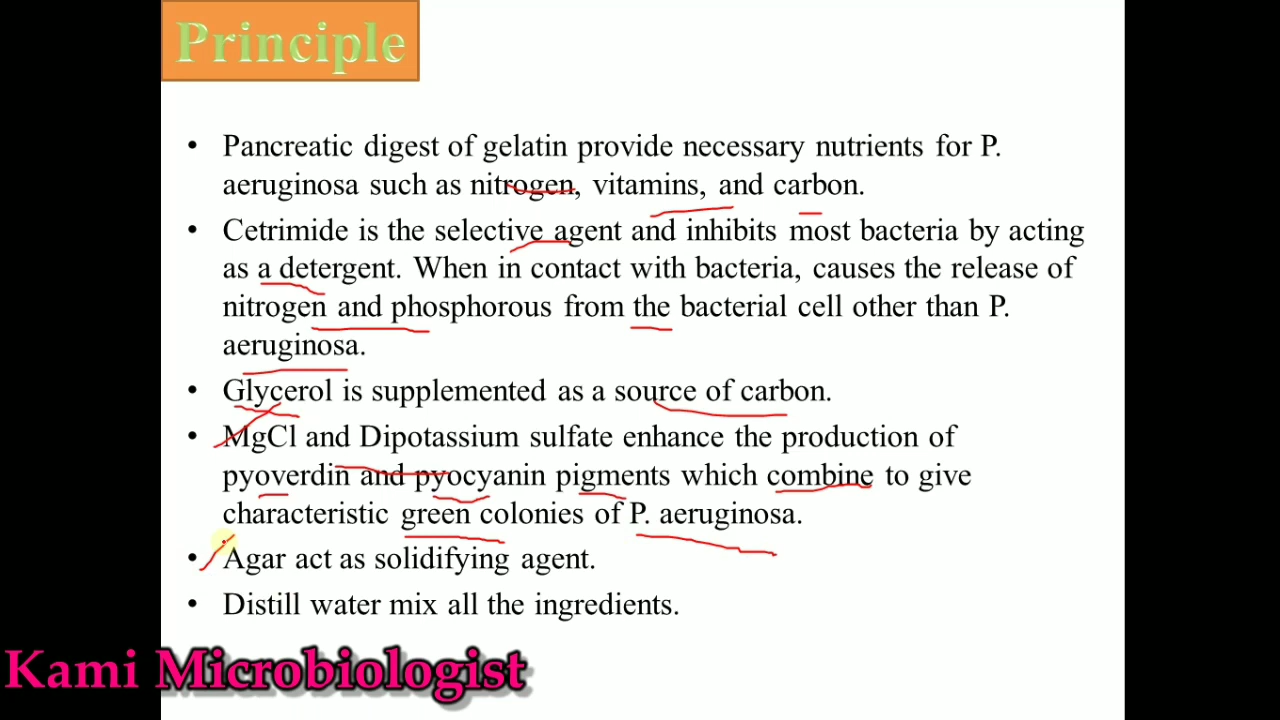 Principle
• Pancreatic digest of gelatin provide necessary nutrients for P.
aeruginosa such as nitrogen, vitamins, and carbon.
• Cetrimide is the selective agent and inhibits most bacteria by acting
as a detergent. When in contact with bacteria, causes the release of
nitrogen and phosphorous from the bacterial cell other than P.
aeruginosa.
• Glycerol is supplemented as a source of carbon.
• MgCl and Dipotassium sulfate enhance the production of
pyoverdin and pyocyanin pigments which combine to give
characteristic green colonies of P. aeruginosa.
• Agar act as solidifying agent.
• Distill water mix all the ingredients.
Kami Microbiologist